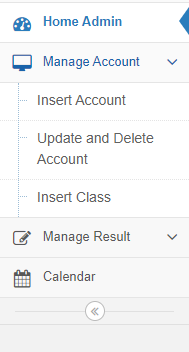 Home Admin
Manage Account
Insert Account
Update and Delete
Account
Insert Class
Manage Result
Calendar